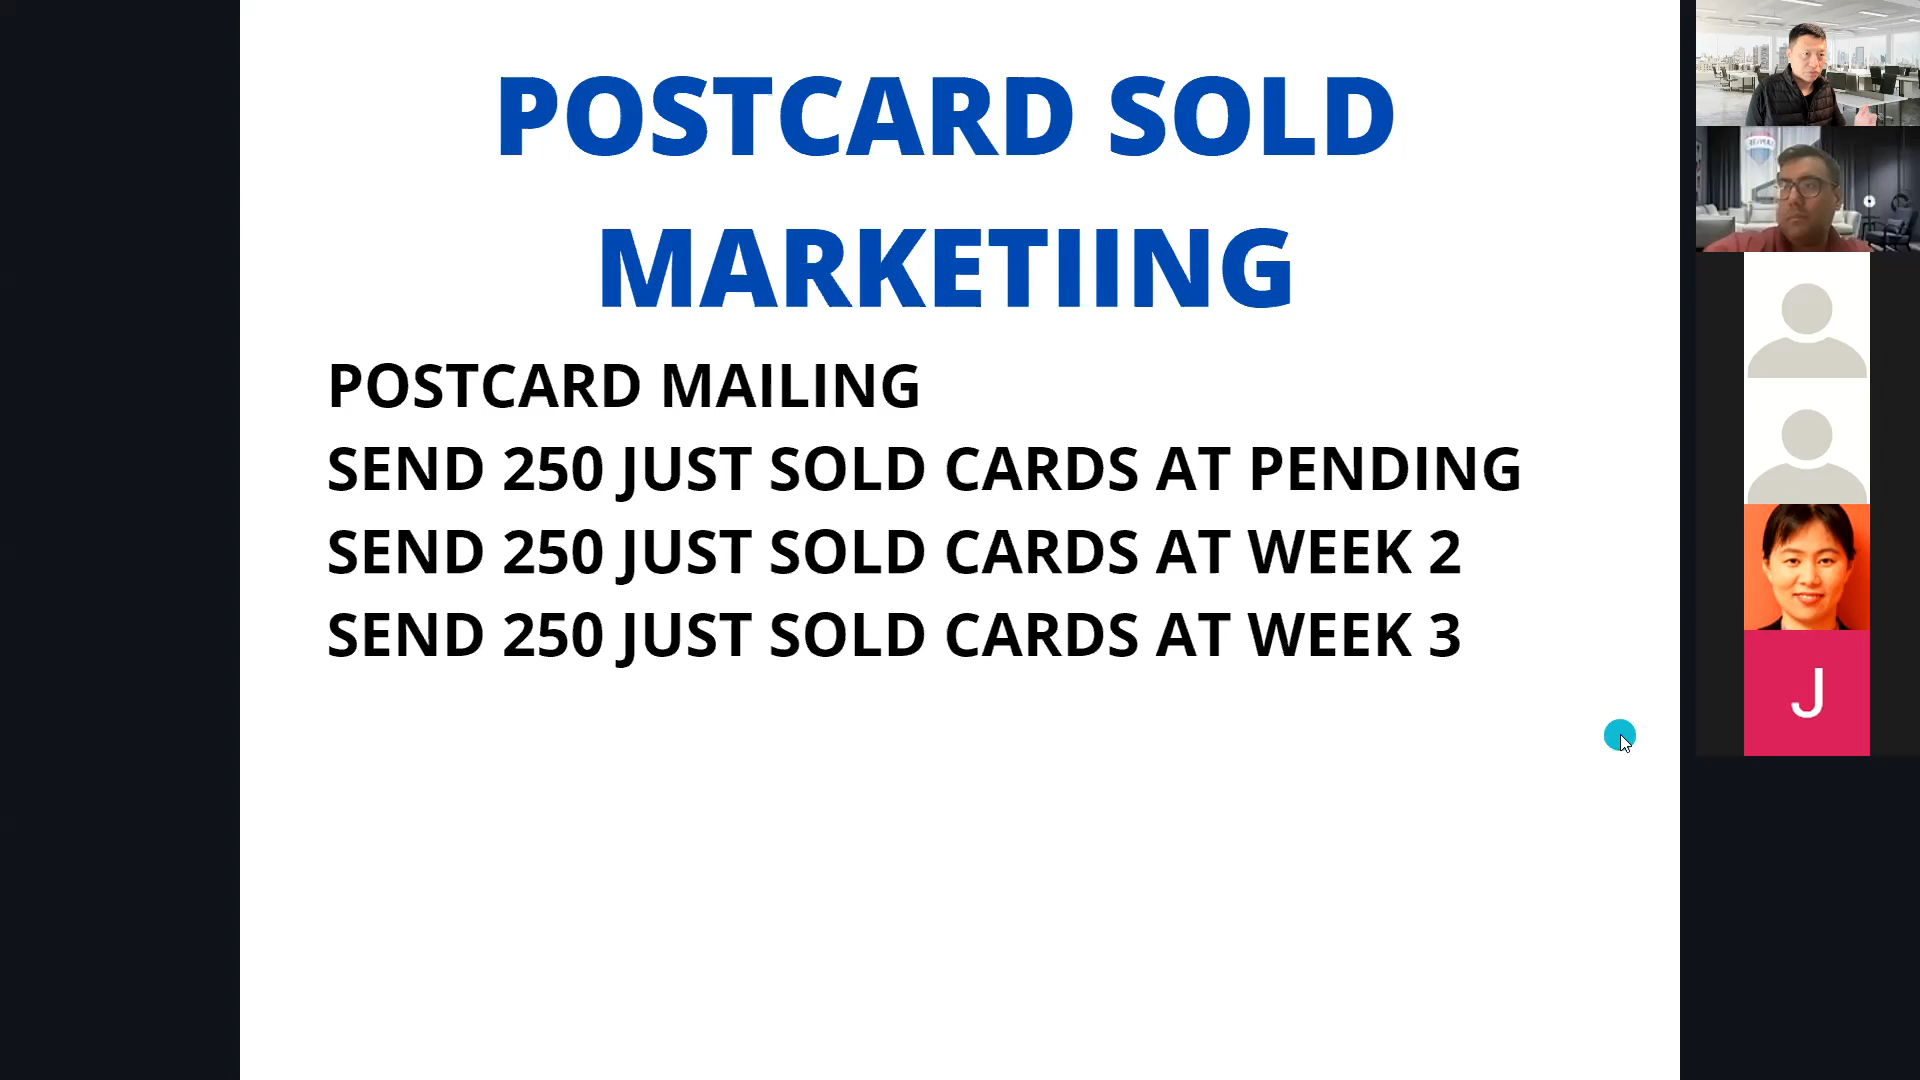 POSTCARD SOLD
MARKETIING
POSTCARD MAILING
SEND 250 JUST SOLD CARDS AT PENDING
SEND 250 JUST SOLD CARDS AT WEEK 2
SEND 250 JUST SOLD CARDS AT WEEK 3
J